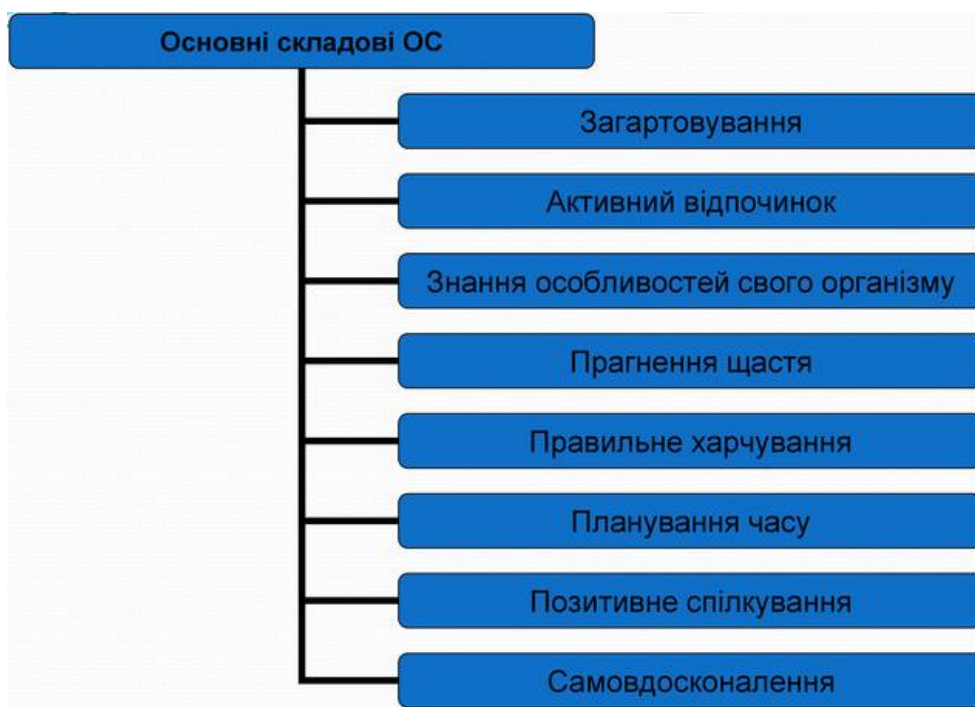 Основні складові ОС
Загартовування
Активний відпочинок
Знання особливостей свого організму
Прагнення щастя
Правильне харчування
Планування часу
Позитивне спілкування
Самовдосконалення